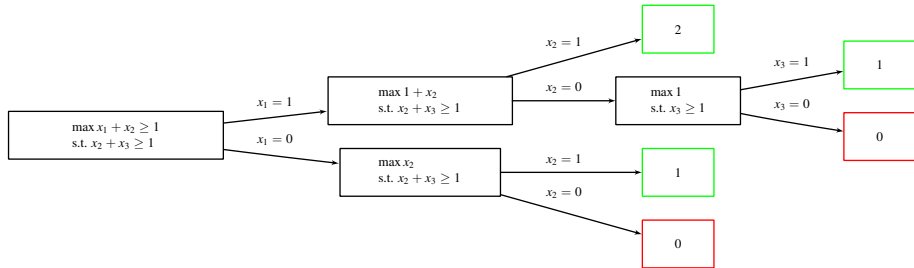 max x₁ + x₂ ≥ 1
s.t. x₂ + x₃ ≥ 1
x₁ = 1
x₁ = 0
max 1 + x₂
s.t. x₂ + x₃ ≥ 1
max x₂
s.t. x₂ + x₃ ≥ 1
x₂ = 1
x₂ = 0
x₂ = 1
x₂ = 0
2
max 1
s.t. x₃ ≥ 1
1
0
x₃ = 1
x₃ = 0
1
0